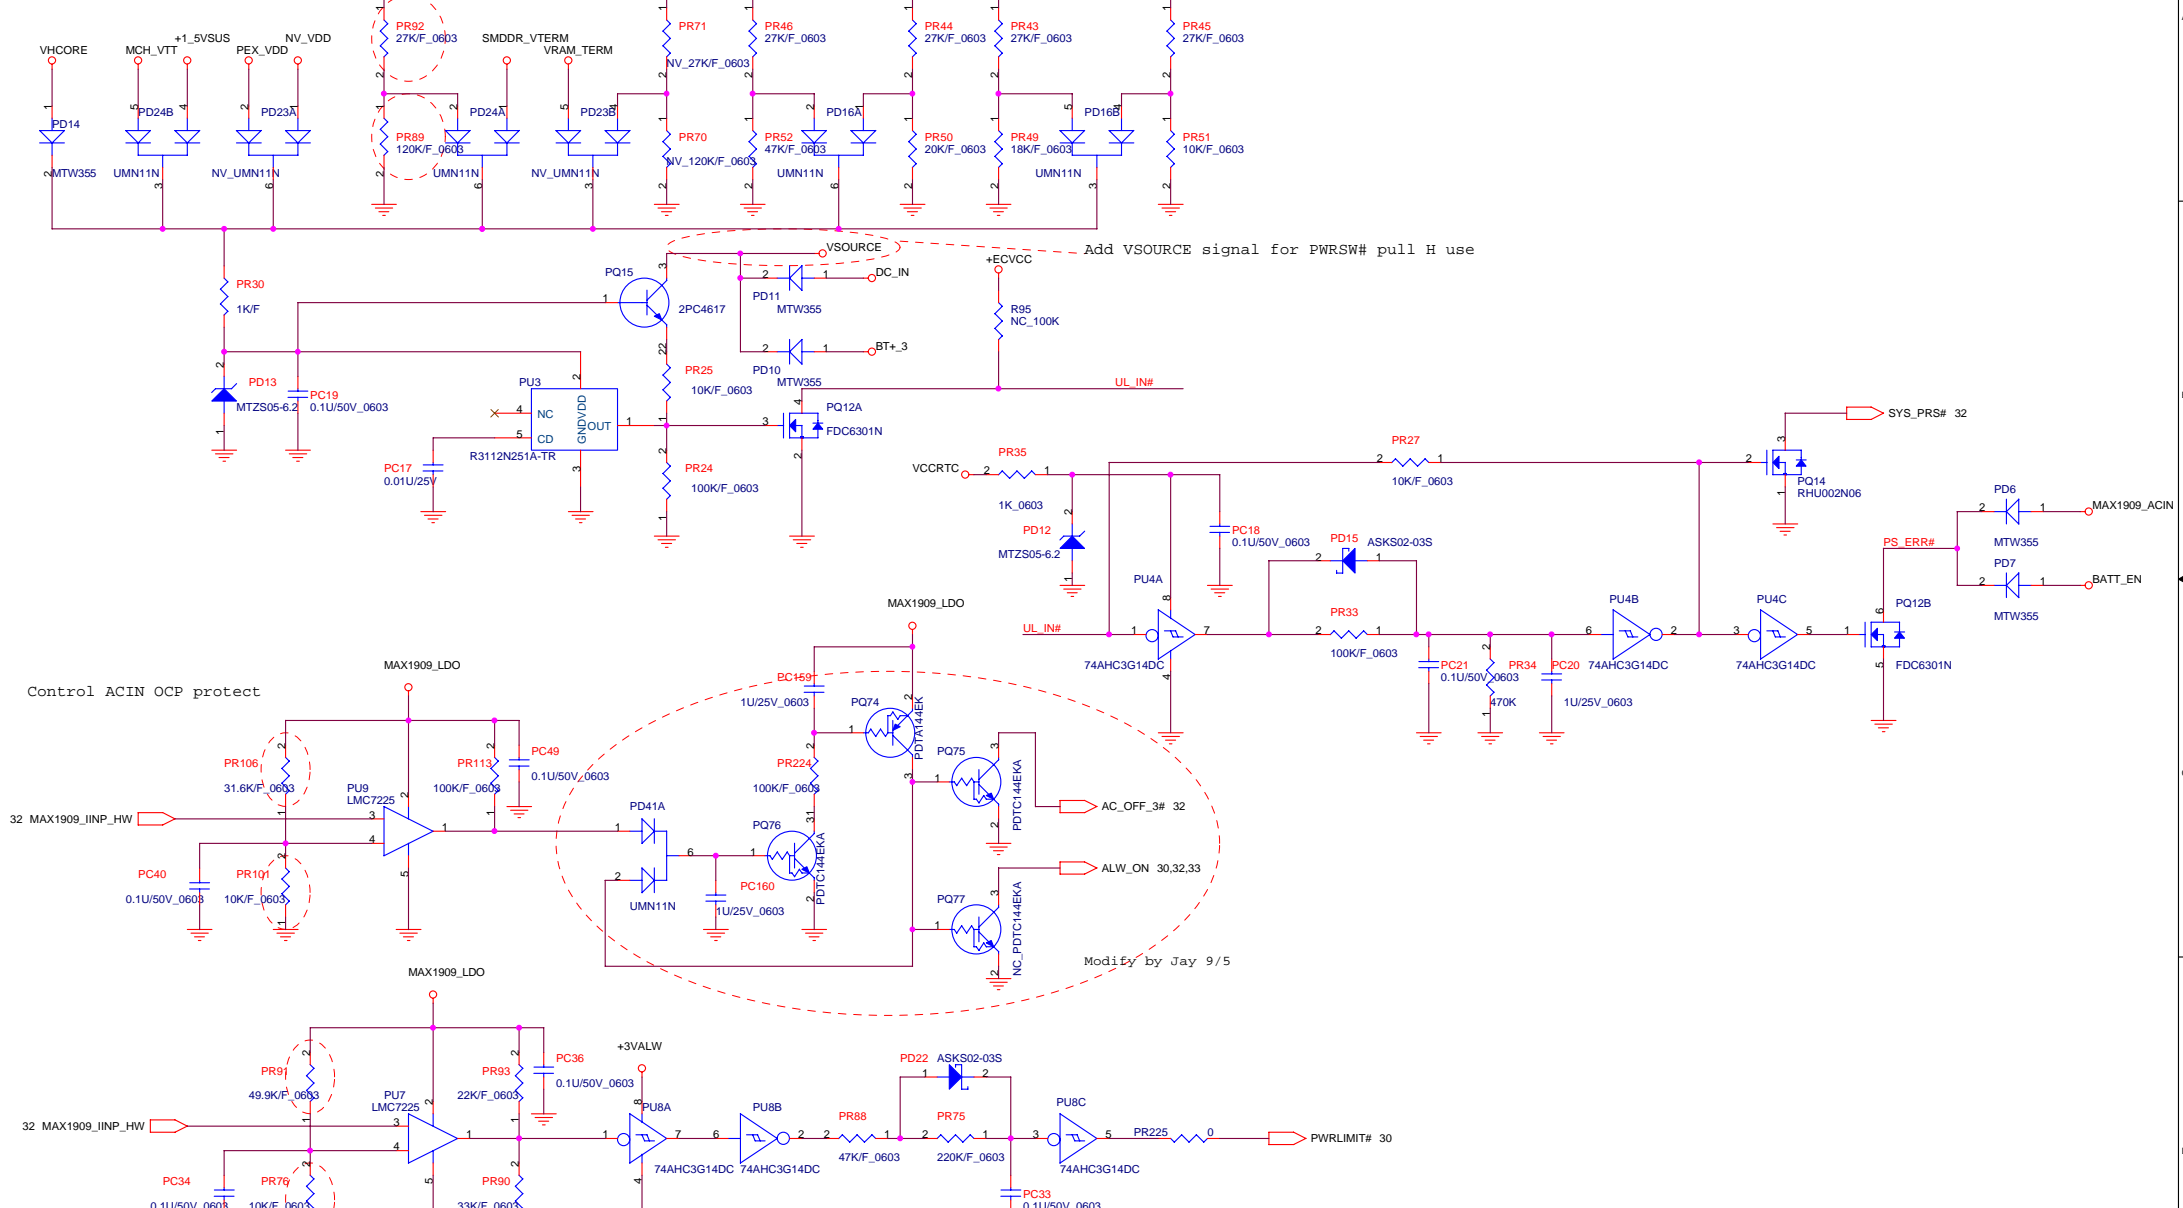 PR92
27K/F_0603
PR71
NV_27K/F_0603
PR46
27K/F_0603
PR44
27K/F_0603
PR43
27K/F_0603
PR45
27K/F_0603
VHCORE
MCH_VTT
+1_5VSUS
PEX_VDD
NV_VDD
SMDDR_VTERM
VRAM_TERM
PD14
MTW355
PD24B
UMN11N
PD23A
NV_UMN11N
PR89
120K/F_0603
PD24A
UMN11N
PD23B
NV_UMN11N
PR70
NV_120K/F_0603
PR52
47K/F_0603
PD16A
UMN11N
PR50
20K/F_0603
PR49
18K/F_0603
PD16B
UMN11N
PR51
10K/F_0603
VSOURCE
Add VSOURCE signal for PWRSW# pull H use
PR30
1K/F
PQ15
2PC4617
PD11
MTW355
DC_IN
+ECVCC
R95
NC_100K
PD10
MTW355
BT+_3
PD13
MTZS05-6.2
PC19
0.1U/50V_0603
PU3
NC
CD
GND
VDD
OUT
R3112N251A-TR
PC17
0.01U/25V
PR25
10K/F_0603
PR24
100K/F_0603
PQ12A
FDC6301N
UL_IN#
SYS_PRS# 32
VCCRTC
PR35
1K_0603
PD12
MTZS05-6.2
PR27
10K/F_0603
PQ14
RHU002N06
PC18
0.1U/50V_0603
PD15
ASKS02-03S
PD6
MTW355
MAX1909_ACIN
PS_ERR#
PD7
MTW355
BATT_EN
UL_IN#
PU4A
74AHC3G14DC
PR33
100K/F_0603
PC21
0.1U/50V_0603
PR34
470K
PC20
1U/25V_0603
PU4B
74AHC3G14DC
PU4C
74AHC3G14DC
PQ12B
FDC6301N
Control ACIN OCP protect
MAX1909_LDO
MAX1909_LDO
PR106
31.6K/F_0603
PU9
LMC7225
PR113
100K/F_0603
PC49
0.1U/50V_0603
32 MAX1909_IINP_HW
PC40
0.1U/50V_0603
PR101
10K/F_0603
PC159
1U/25V_0603
PQ74
PDTA144EK
PR224
100K/F_0603
PD41A
UMN11N
PQ76
PDTC144EKA
PC160
1U/25V_0603
PQ75
PDTC144EKA
AC_OFF_3# 32
PQ77
NC_PDTC144EKA
ALW_ON 30,32,33
Modify by Jay 9/5
MAX1909_LDO
PR91
49.9K/F_0603
PU7
LMC7225
PR93
22K/F_0603
PC36
0.1U/50V_0603
32 MAX1909_IINP_HW
PC34
0.1U/50V_0603
PR76
10K/F_0603
PR90
33K/F_0603
+3VALW
PU8A
74AHC3G14DC
PU8B
74AHC3G14DC
PR88
47K/F_0603
PD22
ASKS02-03S
PR75
220K/F_0603
PU8C
74AHC3G14DC
PC33
0.1U/50V_0603
PR225 0
PWRLIMIT# 30